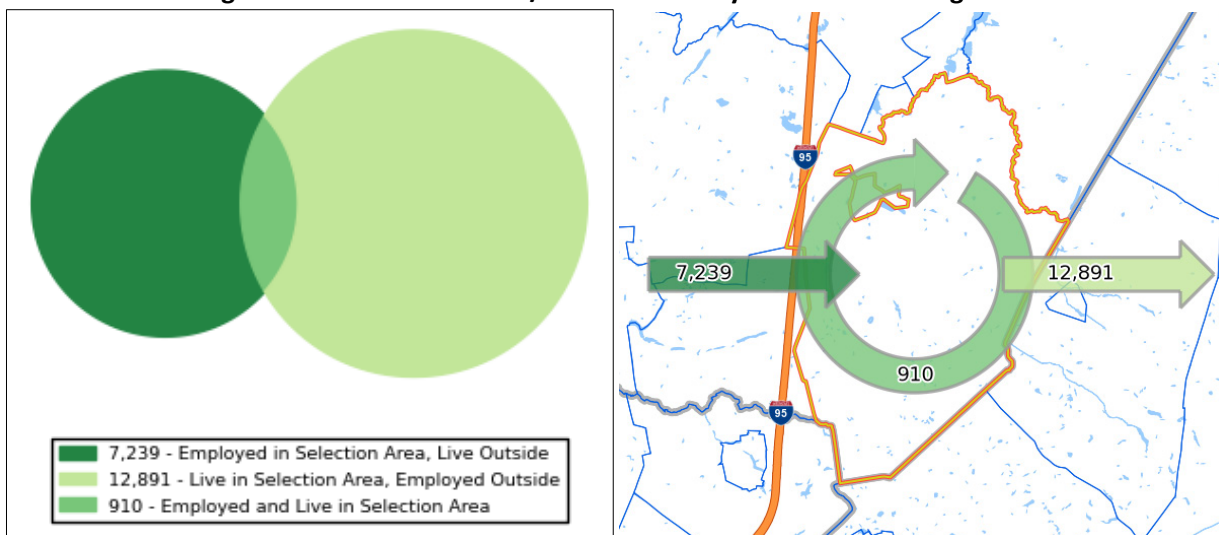 7,239 - Employed in Selection Area, Live Outside
12,891 - Live in Selection Area, Employed Outside
910 - Employed and Live in Selection Area
95
7,239
12,891
910
95